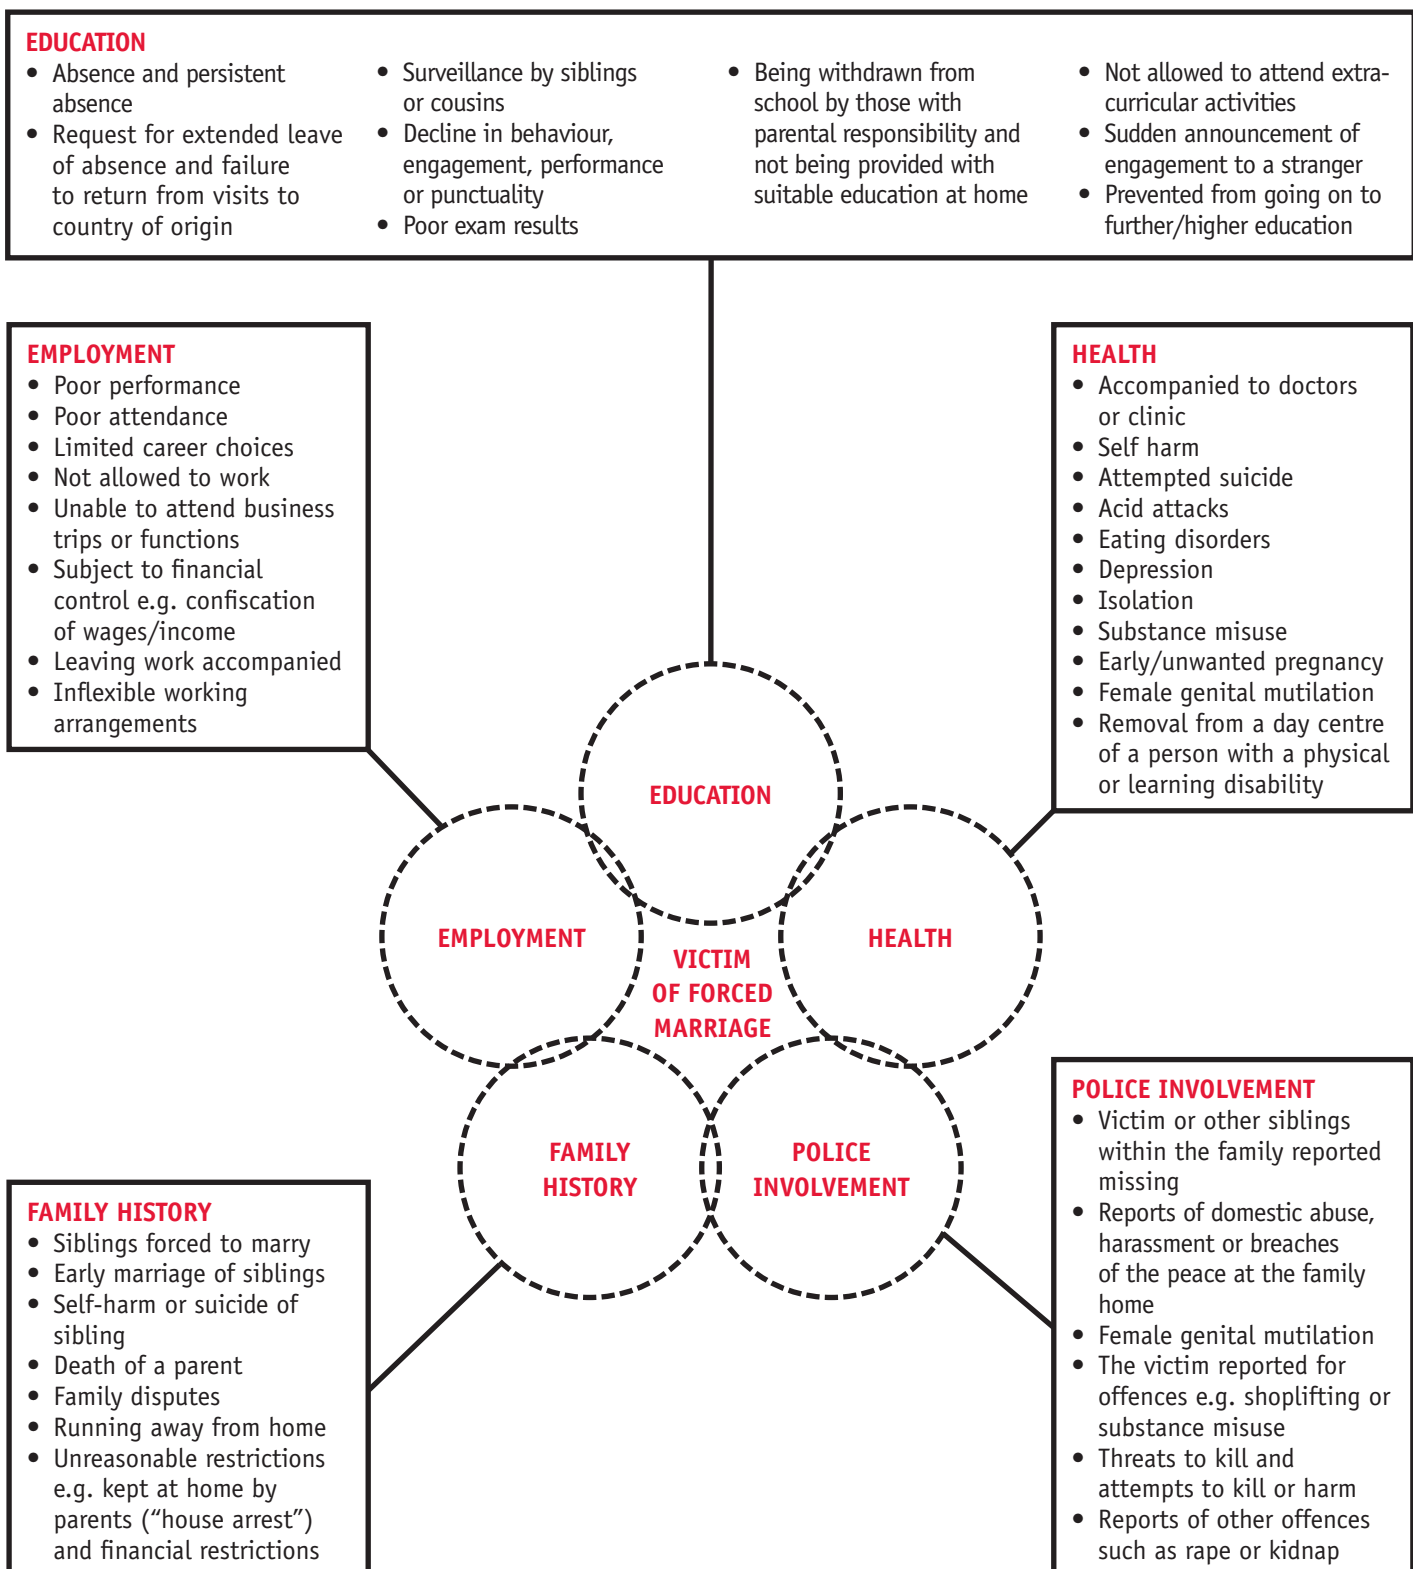 EDUCATION
• Absence and persistent
absence
• Request for extended leave
of absence and failure
to return from visits to
country of origin
• Surveillance by siblings
or cousins
• Decline in behaviour,
engagement, performance
or punctuality
• Poor exam results
• Being withdrawn from
school by those with
parental responsibility and
not being provided with
suitable education at home
• Not allowed to attend extra-
curricular activities
• Sudden announcement of
engagement to a stranger
• Prevented from going on to
further/higher education
EMPLOYMENT
• Poor performance
• Poor attendance
• Limited career choices
• Not allowed to work
• Unable to attend business
trips or functions
• Subject to financial
control e.g. confiscation
of wages/income
• Leaving work accompanied
• Inflexible working
arrangements
HEALTH
• Accompanied to doctors
or clinic
• Self harm
• Attempted suicide
• Acid attacks
• Eating disorders
• Depression
• Isolation
• Substance misuse
• Early/unwanted pregnancy
• Female genital mutilation
• Removal from a day centre
of a person with a physical
or learning disability
EDUCATION
EMPLOYMENT
HEALTH
VICTIM
OF FORCED
MARRIAGE
FAMILY
HISTORY
POLICE
INVOLVEMENT
FAMILY HISTORY
• Siblings forced to marry
• Early marriage of siblings
• Self-harm or suicide of
sibling
• Death of a parent
• Family disputes
• Running away from home
• Unreasonable restrictions
e.g. kept at home by
parents (“house arrest”)
and financial restrictions
POLICE INVOLVEMENT
• Victim or other siblings
within the family reported
missing
• Reports of domestic abuse,
harassment or breaches
of the peace at the family
home
• Female genital mutilation
• The victim reported for
offences e.g. shoplifting or
substance misuse
• Threats to kill and
attempts to kill or harm
• Reports of other offences
such as rape or kidnap